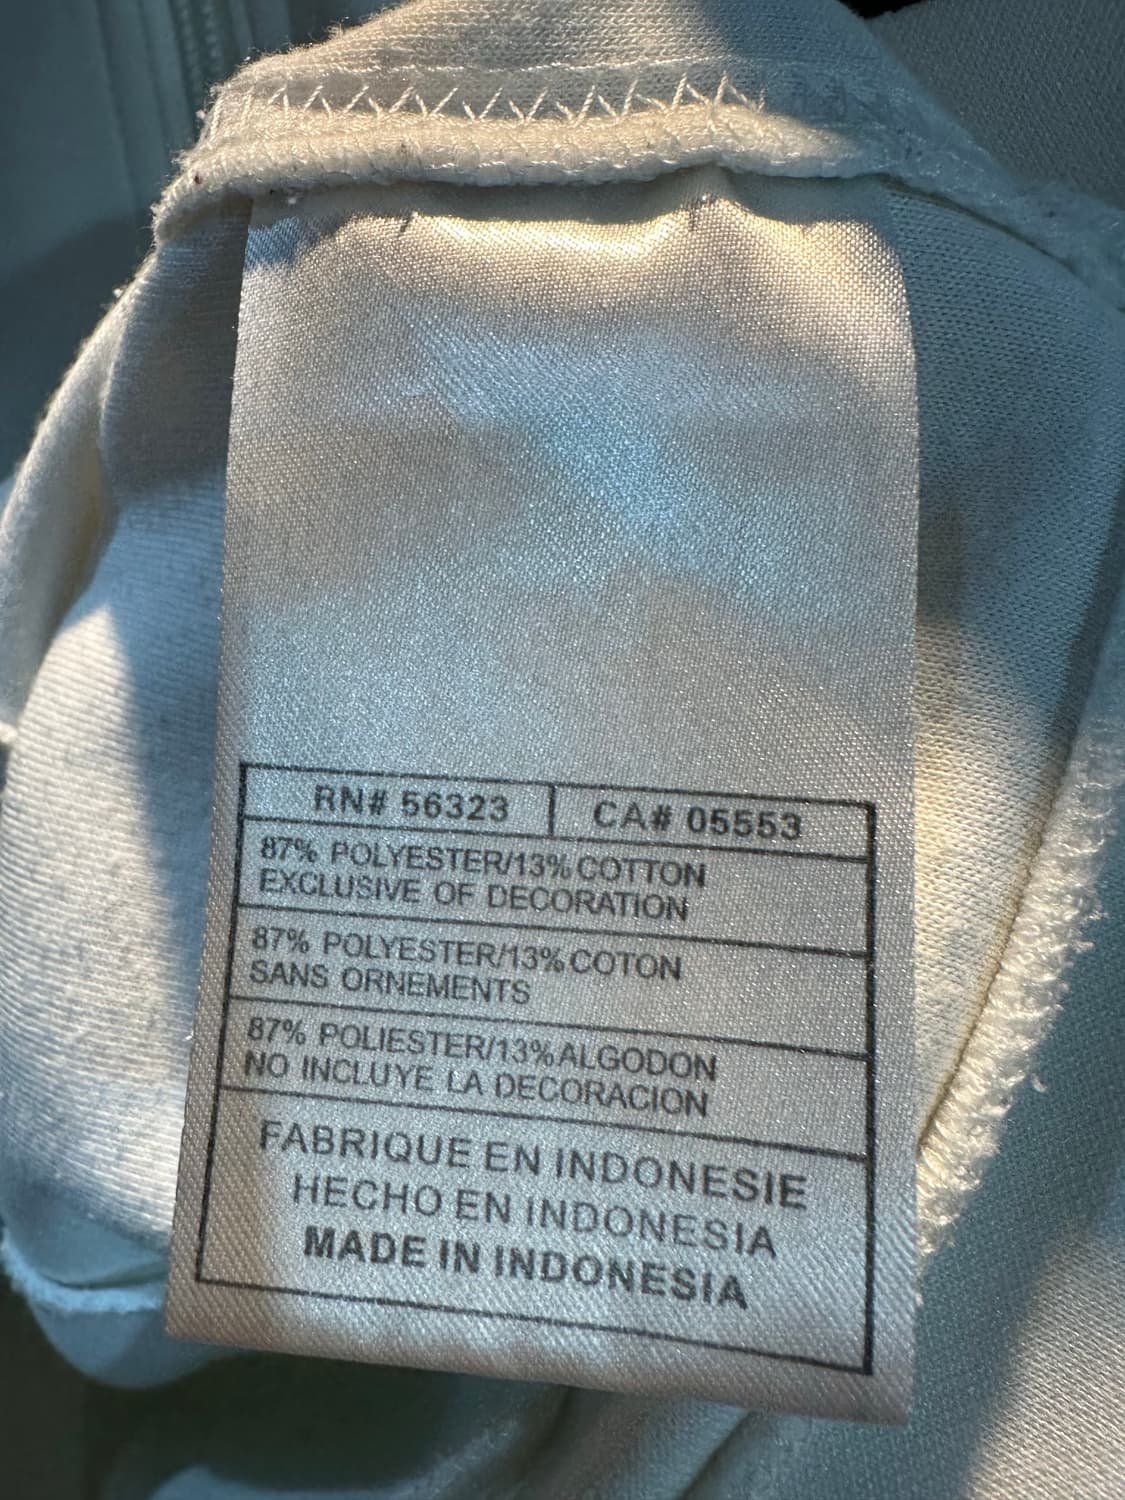 RN# 56323 CA# 05553
87% POLYESTER/13% COTTON
EXCLUSIVE OF DECORATION
87% POLYESTER/13% COTON
SANS ORNEMENTS
87% POLIESTER/13% ALGODON
NO INCLUYE LA DECORACION
FABRIQUE EN INDONESIE
HECHO EN INDONESIA
MADE IN INDONESIA